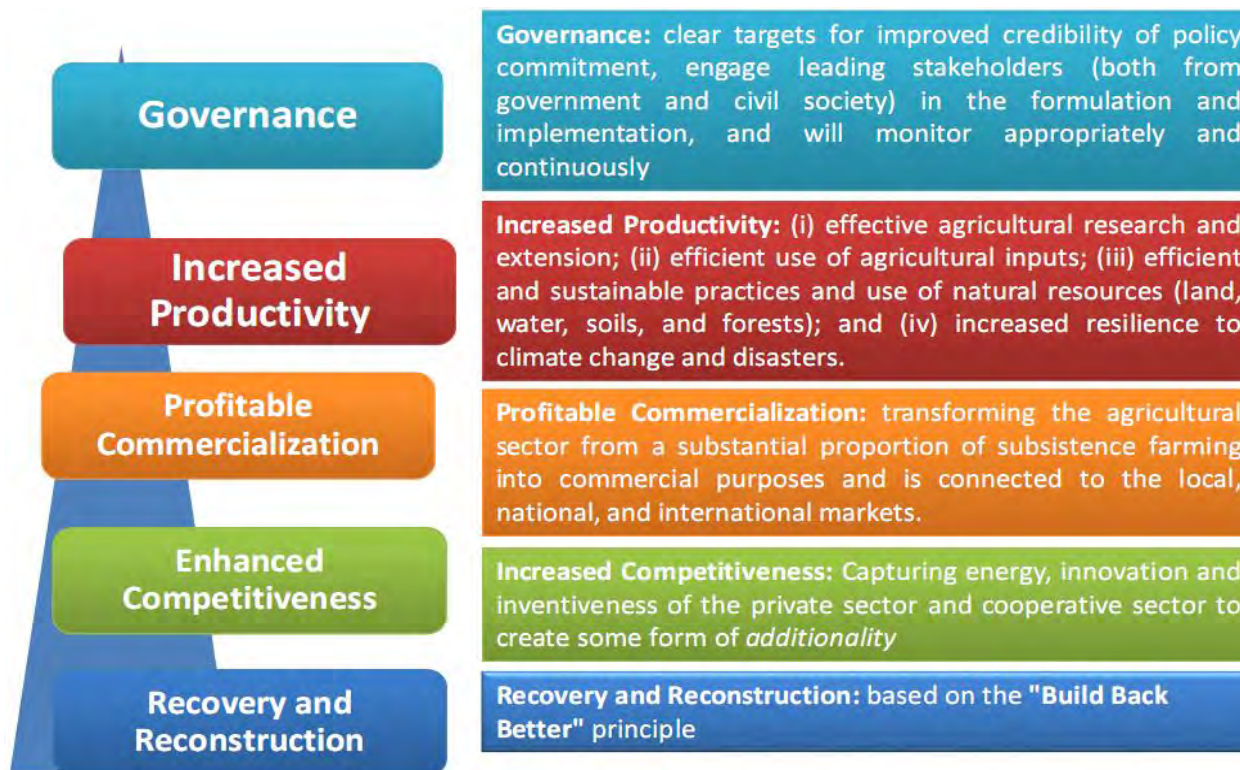 Governance
Governance: clear targets for improved credibility of policy
commitment, engage leading stakeholders (both from
government and civil society) in the formulation and
implementation, and will monitor appropriately and
continuously
Increased
Productivity
Increased Productivity: (i) effective agricultural research and
extension; (ii) efficient use of agricultural inputs; (iii) efficient
and sustainable practices and use of natural resources (land,
water, soils, and forests); and (iv) increased resilience to
climate change and disasters.
Profitable
Commercialization
Profitable Commercialization: transforming the agricultural
sector from a substantial proportion of subsistence farming
into commercial purposes and is connected to the local,
national, and international markets.
Enhanced
Competitiveness
Increased Competitiveness: Capturing energy, innovation and
inventiveness of the private sector and cooperative sector to
create some form of additionality
Recovery and
Reconstruction
Recovery and Reconstruction: based on the "Build Back
Better" principle